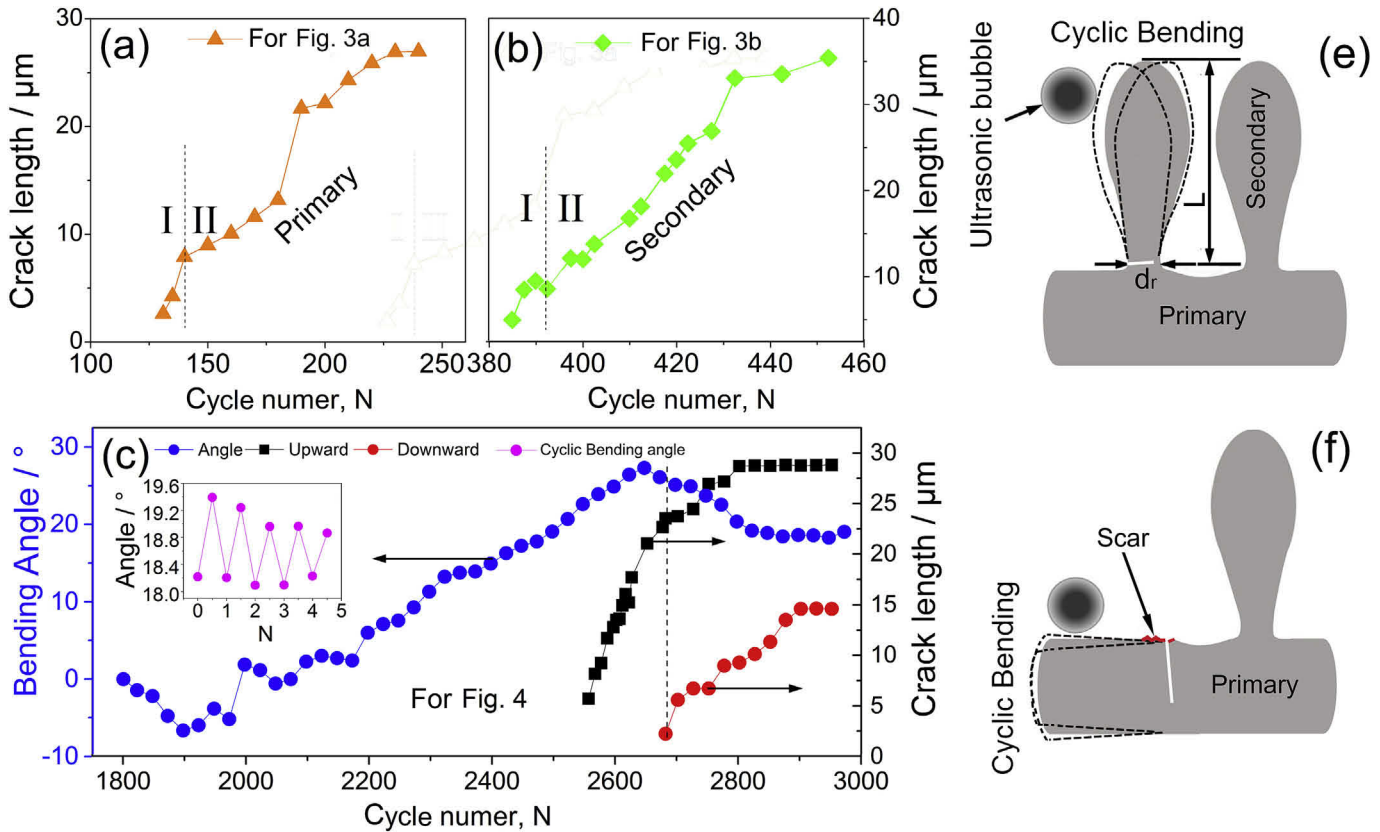 (a)
For Fig. 3a
Crack length / μm
30
20
10
0
I
II
Primary
100
150
200
250
Cycle numer, N
(b)
For Fig. 3b
I
II
Secondary
40
30
20
10
Crack length / μm
380
400
420
440
460
Cycle numer, N
(e)
Cyclic Bending
Ultrasonic bubble
L
Secondary
dr
Primary
(c)
Angle
Upward
Downward
Cyclic Bending angle
Bending Angle / °
30
20
10
0
-10
Angle / °
19.6
19.2
18.8
18.4
18.0
0
1
2
3
4
5
N
For Fig. 4
30
25
20
15
10
5
0
Crack length / μm
1800
2000
2200
2400
2600
2800
3000
Cycle numer, N
(f)
Scar
Cyclic Bending
Primary